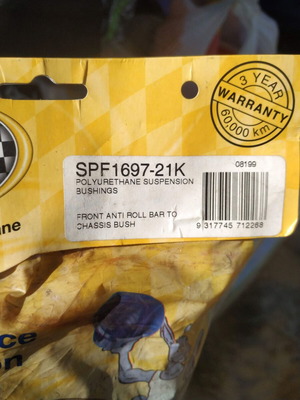 3 YEAR
WARRANTY
60,000 km
SPF1697-21K
08199
POLYURETHANE SUSPENSION
BUSHINGS
FRONT ANTI ROLL BAR TO
CHASSIS BUSH
9 317745 712268